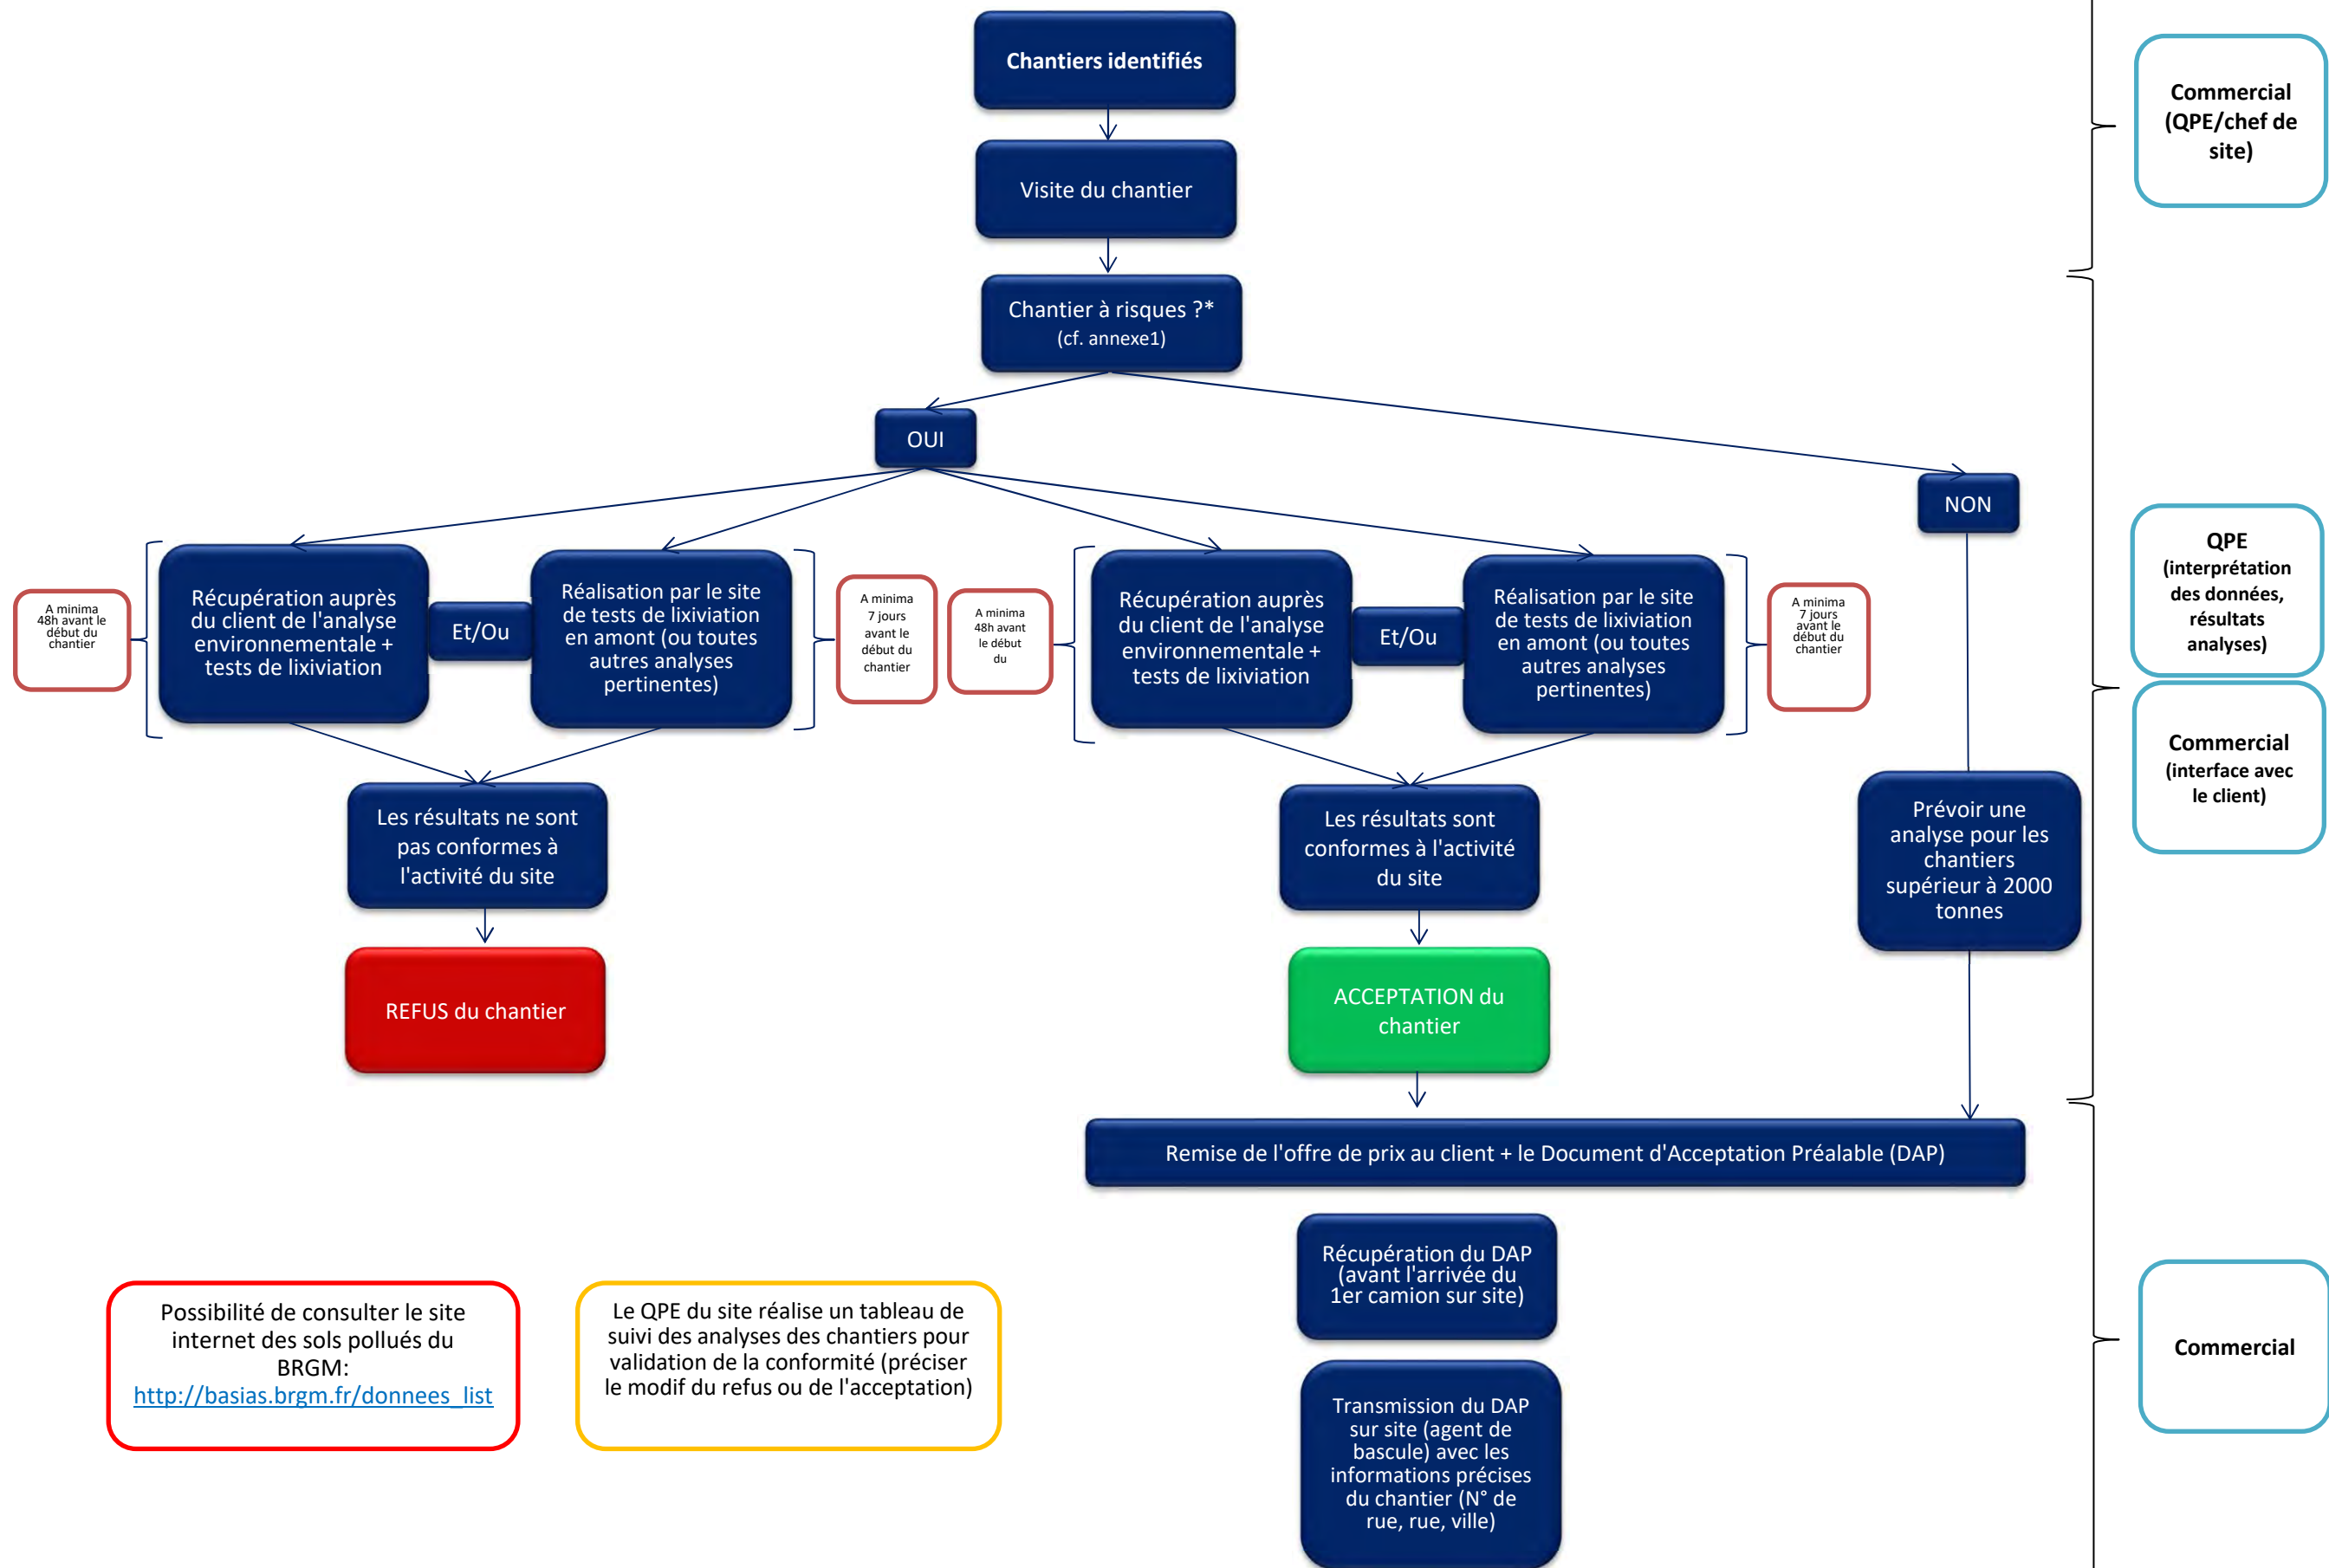 Chantiers identifiés
Commercial
(QPE/chef de
site)
Visite du chantier
Chantier à risques ?*
(cf. annexe1)
OUI
NON
A minima
48h avant le
début du
chantier
Récupération auprès
du client de l'analyse
environnementale +
tests de lixiviation
Et/Ou
Réalisation par le site
de tests de lixiviation
en amont (ou toutes
autres analyses
pertinentes)
A minima
7 jours
avant le
début du
chantier
A minima
48h avant
le début
du
Récupération auprès
du client de l'analyse
environnementale +
tests de lixiviation
Et/Ou
Réalisation par le site
de tests de lixiviation
en amont (ou toutes
autres analyses
pertinentes)
A minima
7 jours
avant le
début du
chantier
QPE
(interprétation
des données,
résultats
analyses)
Commercial
(interface avec
le client)
Les résultats ne sont
pas conformes à
l'activité du site
Les résultats sont
conformes à l'activité
du site
Prévoir une
analyse pour les
chantiers
supérieur à 2000
tonnes
REFUS du chantier
ACCEPTATION du
chantier
Remise de l'offre de prix au client + le Document d'Acceptation Préalable (DAP)
Récupération du DAP
(avant l'arrivée du
1er camion sur site)
Possibilité de consulter le site
internet des sols pollués du
BRGM:
http://basias.brgm.fr/donnees_list
Le QPE du site réalise un tableau de
suivi des analyses des chantiers pour
validation de la conformité (préciser
le modif du refus ou de l'acceptation)
Commercial
Transmission du DAP
sur site (agent de
bascule) avec les
informations précises
du chantier (N° de
rue, rue, ville)